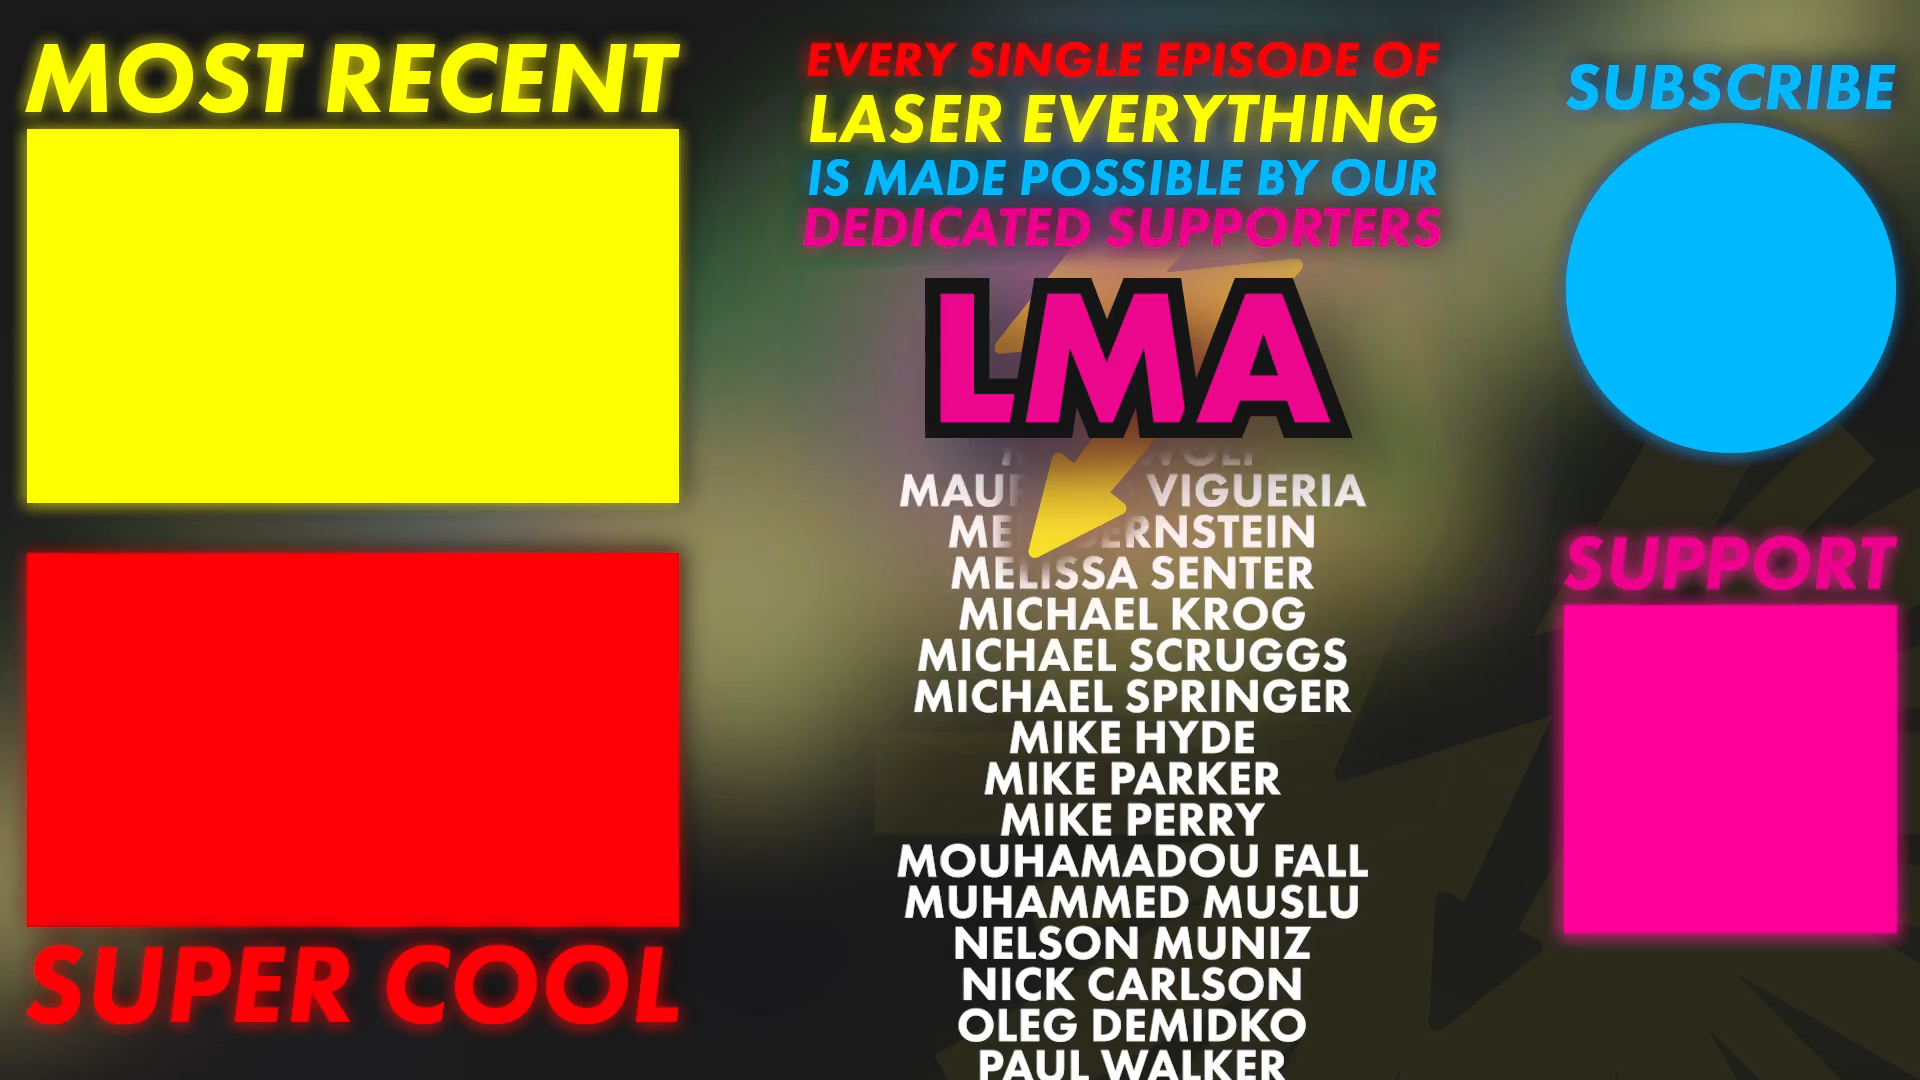 MOST RECENT
SUPER COOL
EVERY SINGLE EPISODE OF
LASER EVERYTHING
IS MADE POSSIBLE BY OUR
DEDICATED SUPPORTERS
LMA
VIGUERIA
MELISSA SENTER
MICHAEL KROG
MICHAEL SCRUGGS
MICHAEL SPRINGER
MIKE HYDE
MIKE PARKER
MIKE PERRY
MOUHAMADOU FALL
MUHAMMED MUSLU
NELSON MUNIZ
NICK CARLSON
OLEG DEMIDKO
PAUL WALKER
SUBSCRIBE
SUPPORT